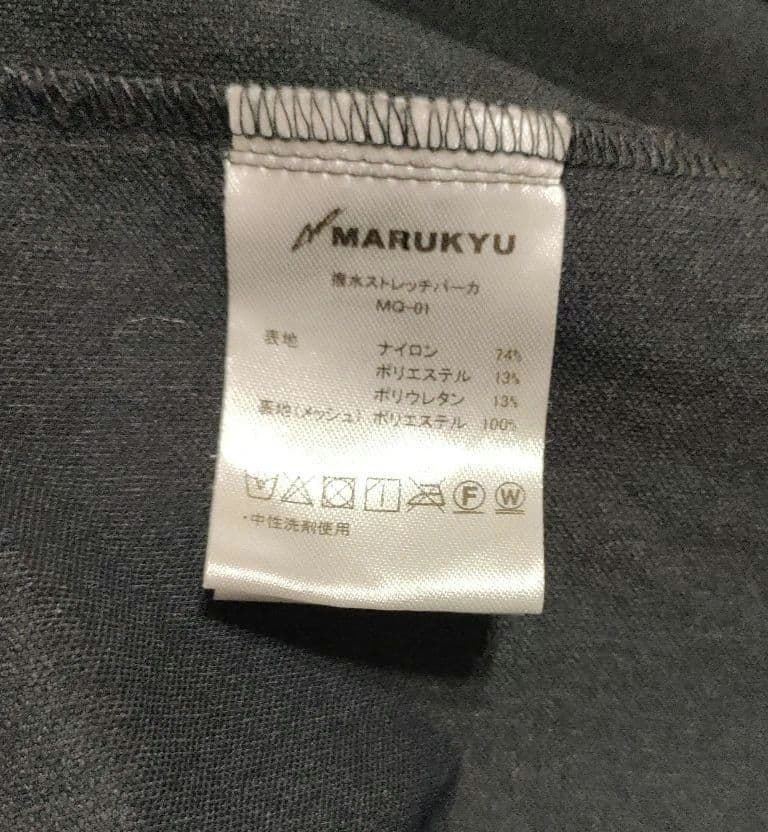 MARUKYU
撥水ストレッチパーカ
MQ-01
表地 ナイロン 74%
ポリエステル 13%
ポリウレタン 13%
裏地(メッシュ) ポリエステル 100%
F W
・中性洗剤使用